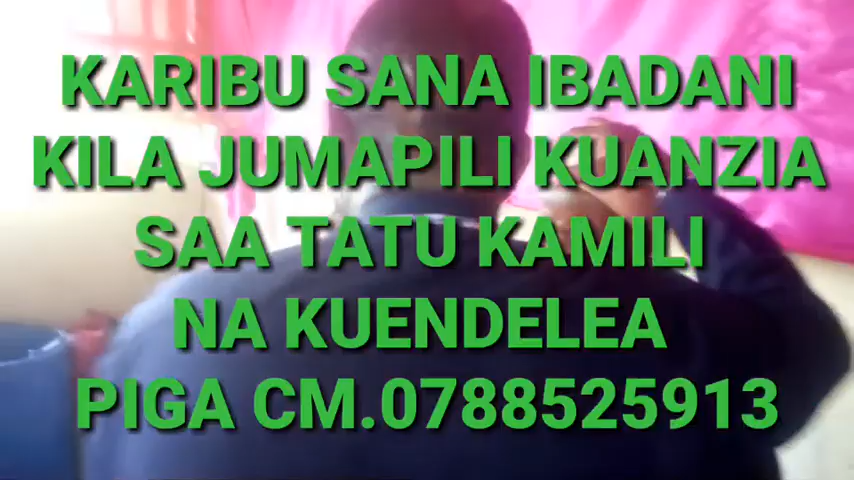 KARIBU SANA IBADANI
KILA JUMAPILI KUANZIA
SAA TATU KAMILI
NA KUENDELEA
PIGA CM.0788525913